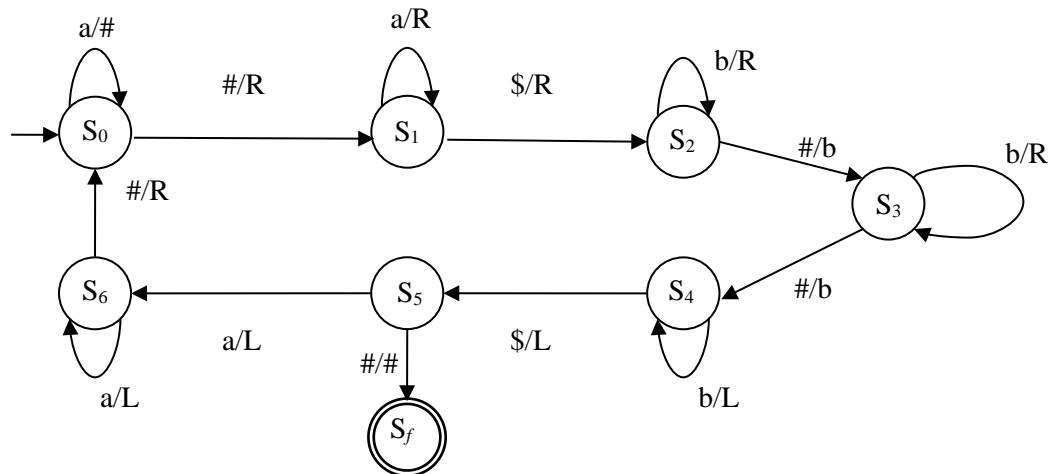 a/#
a/R
b/R
#/R
$/R
S0
S1
S2
#/b
b/R
S3
#/R
S6
S5
S4
#/b
a/L
$/L
#/#
a/L
b/L
Sf